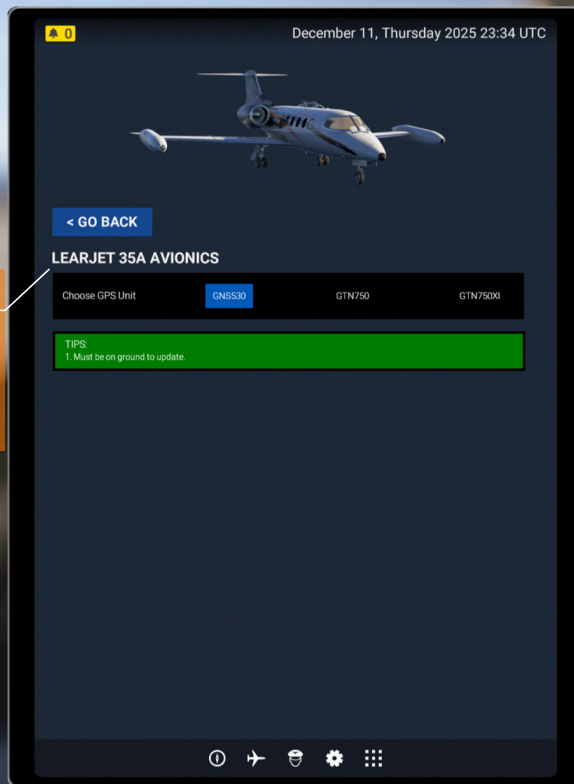 0
December 11, Thursday 2025 23:34 UTC
< GO BACK
LEARJET 35A AVIONICS
Choose GPS Unit GNS530 GTN750 GTN750XI
TIPS:
1. Must be on ground to update.